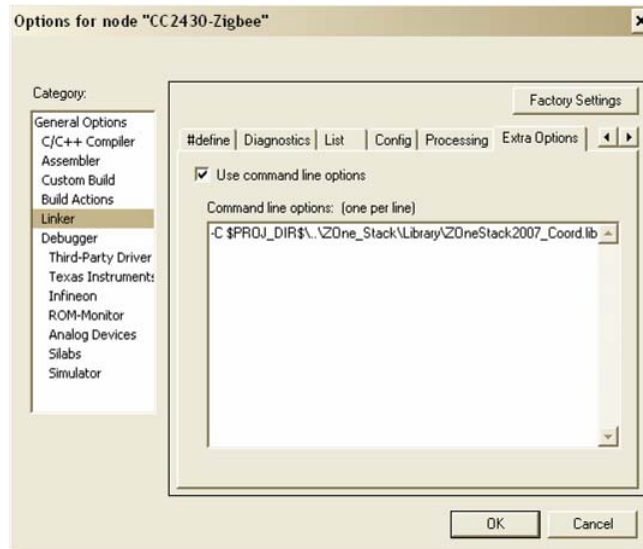 Options for node "CC2430-Zigbee"
Category:
General Options
C/C++ Compiler
Assembler
Custom Build
Build Actions
Linker
Debugger
Third-Party Driver
Texas Instruments
Infineon
ROM-Monitor
Analog Devices
Silabs
Simulator
Factory Settings
#define Diagnostics List Config Processing Extra Options
Use command line options
Command line options: (one per line)
-C $PROJ_DIR$\..\ZOne_Stack\Library\ZOneStack2007_Coord.lib
OK Cancel